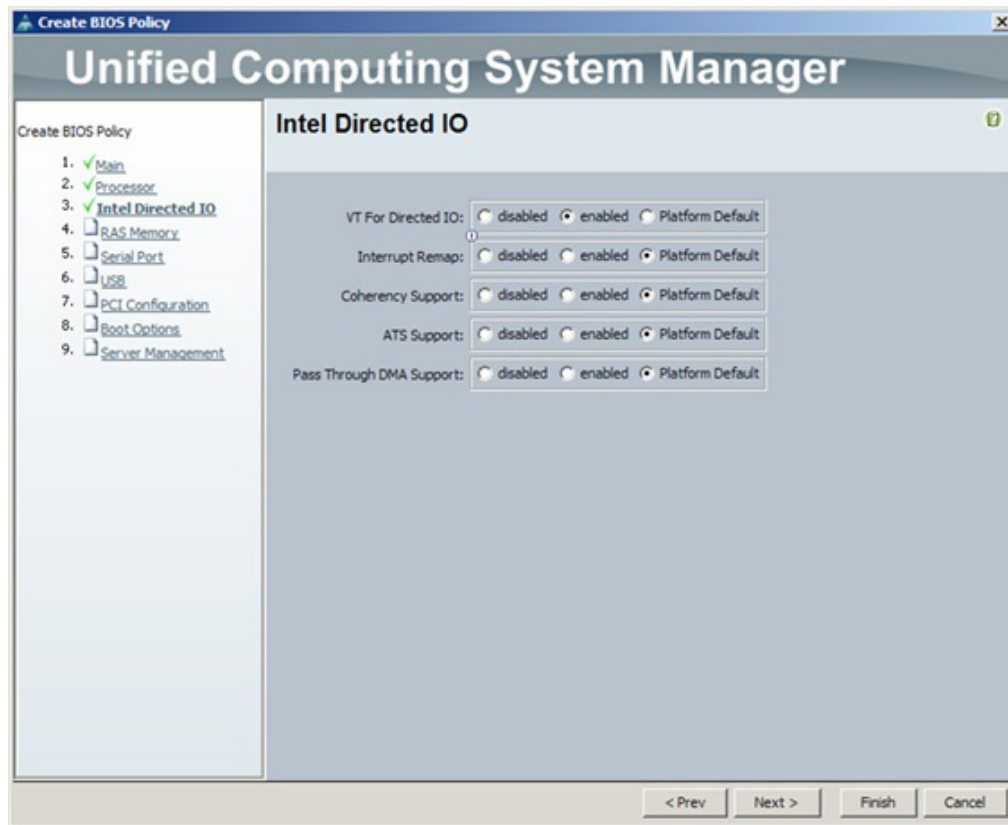 Create BIOS Policy
Unified Computing System Manager
Create BIOS Policy
1. Main
2. Processor
3. Intel Directed IO
4. RAS Memory
5. Serial Port
6. USB
7. PCI Configuration
8. Boot Options
9. Server Management
Intel Directed IO
VT For Directed IO: disabled enabled Platform Default
Interrupt Remap: disabled enabled Platform Default
Coherency Support: disabled enabled Platform Default
ATS Support: disabled enabled Platform Default
Pass Through DMA Support: disabled enabled Platform Default
< Prev Next > Finish Cancel